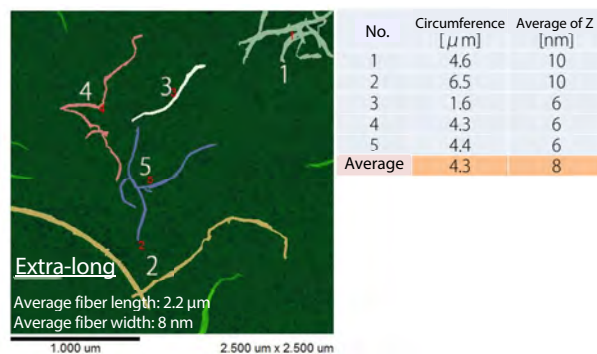 1
3
4
5
2
2
Extra-long
Average fiber length: 2.2 μm
Average fiber width: 8 nm
1.000 um 2.500 um x 2.500 um
No. Circumference [μm] Average of Z [nm]
1 4.6 10
2 6.5 10
3 1.6 6
4 4.3 6
5 4.4 6
Average 4.3 8